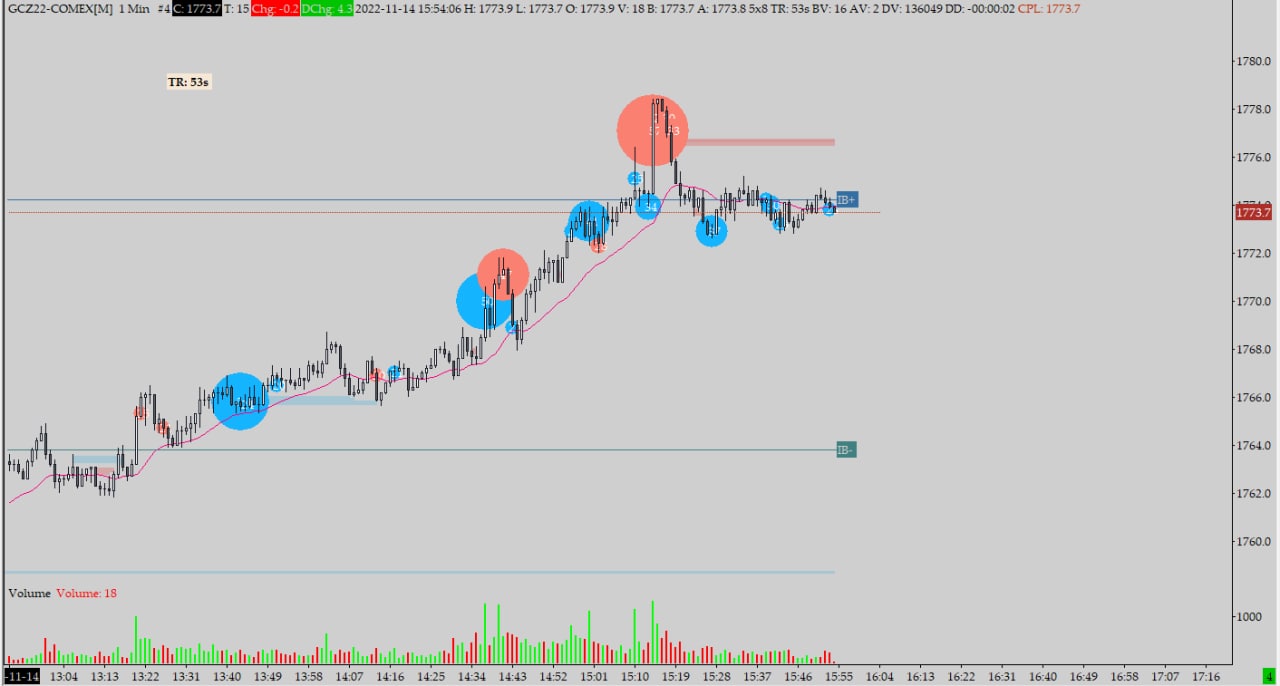 GCZ22-COMEX[M] 1 Min #4 C: 1773.7 T: 15 Chg: -0.2 DChg: 4.3 2022-11-14 15:54:06 H: 1773.9 L: 1773.7 O: 1773.9 V: 18 B: 1773.7 A: 1773.8 5x8 TR: 53s BV: 16 AV: 2 DV: 136049 DD: -00:00:02 CPL: 1773.7
1780.0
TR: 53s
1778.0
1776.0
IB+
1773.7
1772.0
1770.0
1768.0
1766.0
1764.0
IB-
1762.0
1760.0
Volume Volume: 18
1000
-11-14 13:04 13:13 13:22 13:31 13:40 13:49 13:58 14:07 14:16 14:25 14:34 14:43 14:52 15:01 15:10 15:19 15:28 15:37 15:46 15:55 16:04 16:13 16:22 16:31 16:40 16:49 16:58 17:07 17:16 4